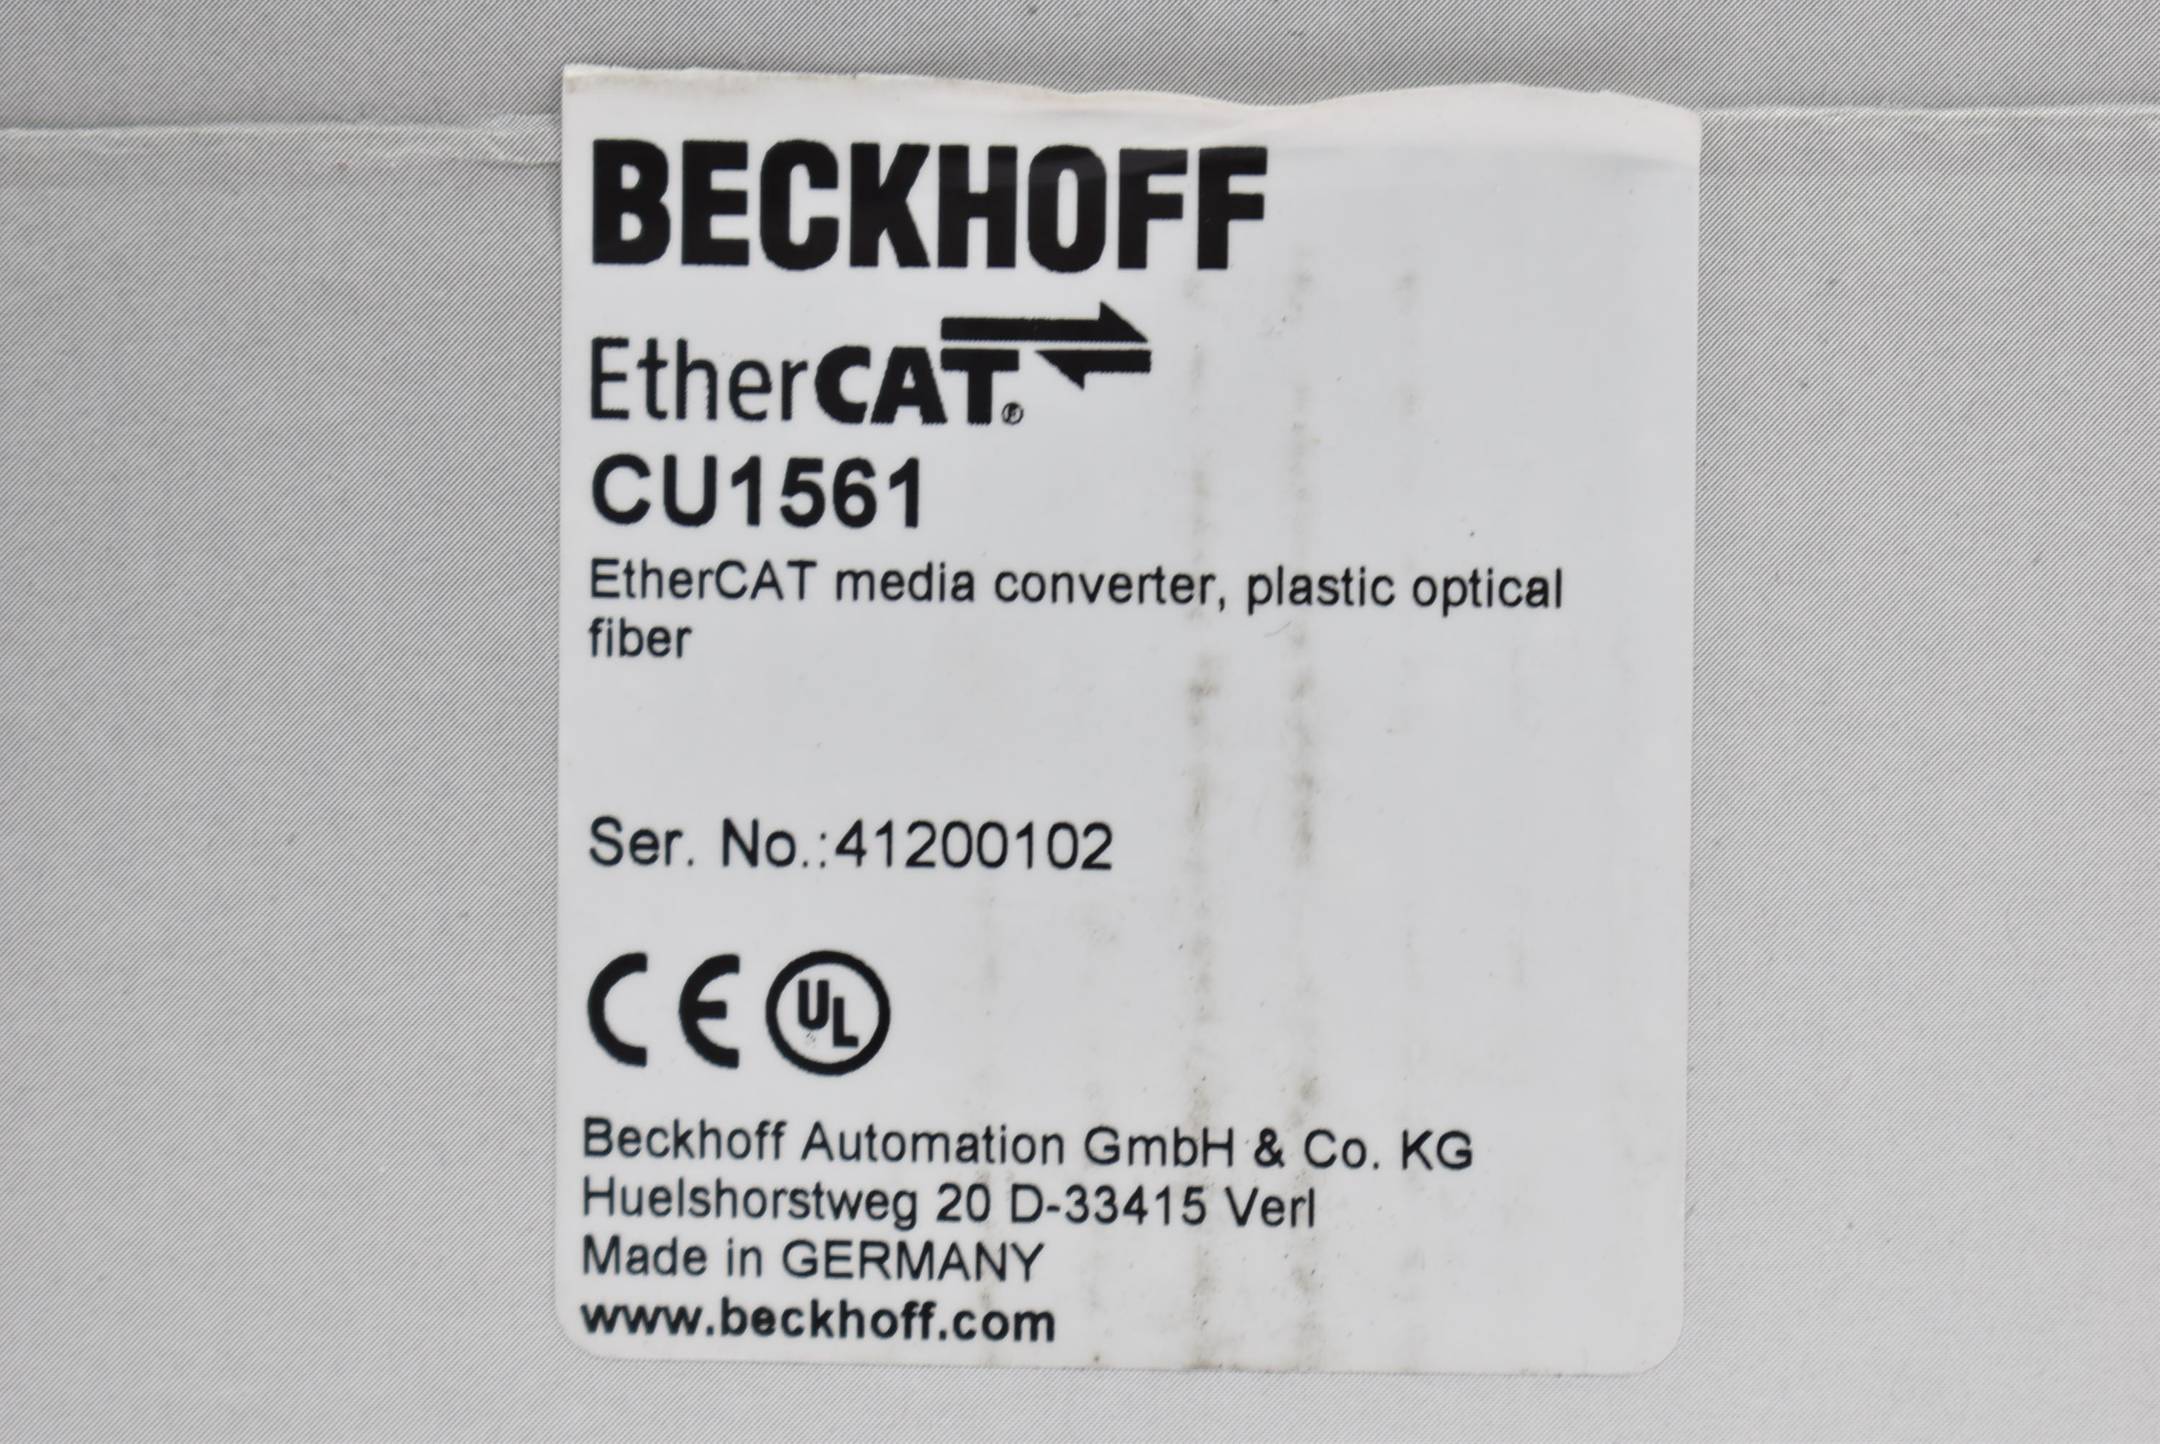 BECKHOFF
EtherCAT®
CU1561
EtherCAT media converter, plastic optical
fiber
Ser. No.:41200102
CE UL
Beckhoff Automation GmbH & Co. KG
Huelshorstweg 20 D-33415 Verl
Made in GERMANY
www.beckhoff.com